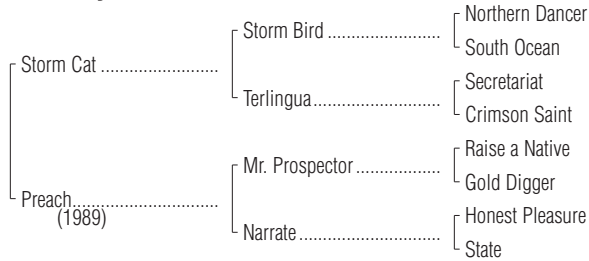 Northern Dancer
Storm Bird ....................
South Ocean
Storm Cat .....................
Secretariat
Terlingua.......................
Crimson Saint
Raise a Native
Mr. Prospector ...............
Gold Digger
Preach...........................
(1989)
Honest Pleasure
Narrate..........................
State